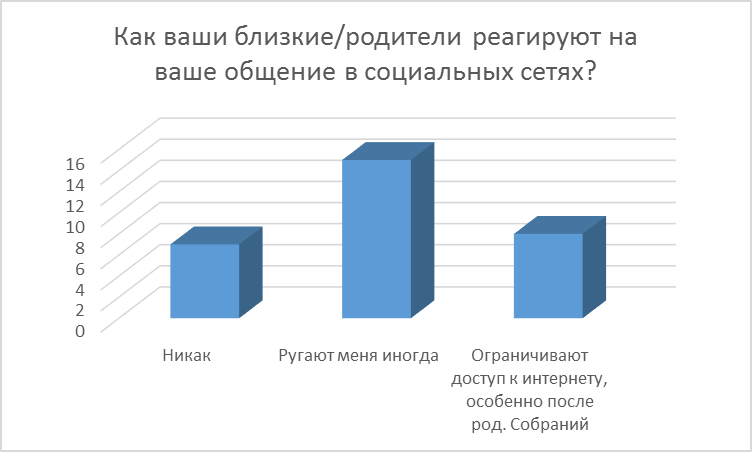 Как ваши близкие/родители реагируют на
ваше общение в социальных сетях?
16
14
12
10
8
6
4
2
0
Никак
Ругают меня иногда
Ограничивают
доступ к интернету,
особенно после
род. Собраний